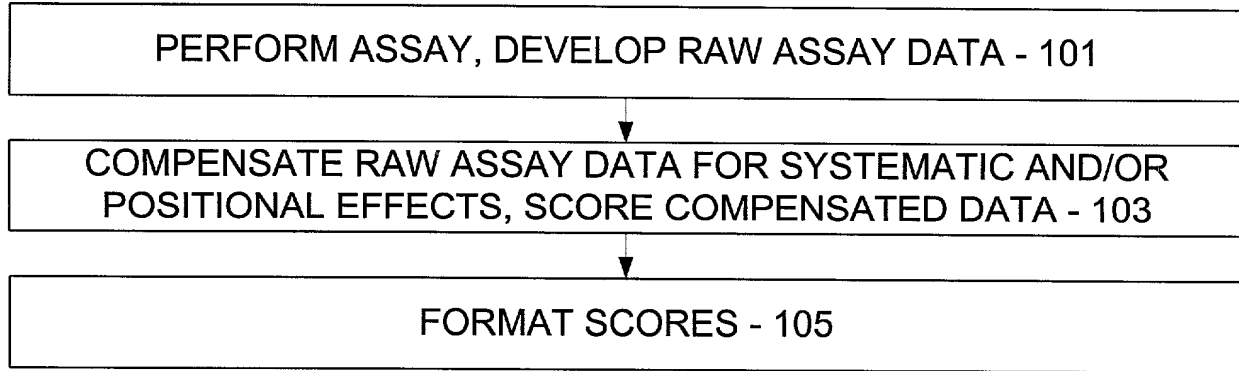 PERFORM ASSAY, DEVELOP RAW ASSAY DATA - 101
COMPENSATE RAW ASSAY DATA FOR SYSTEMATIC AND/OR
POSITIONAL EFFECTS, SCORE COMPENSATED DATA - 103
FORMAT SCORES - 105